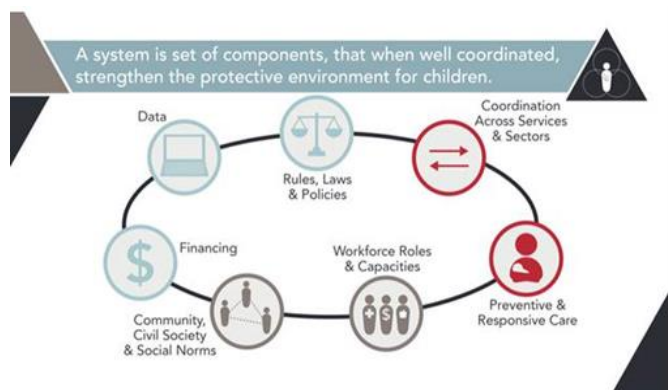 A system is set of components, that when well coordinated,
strengthen the protective environment for children.
Data
Rules, Laws
& Policies
Coordination
Across Services
& Sectors
Financing
Workforce Roles
& Capacities
Preventive &
Responsive Care
Community,
Civil Society
& Social Norms
$
$